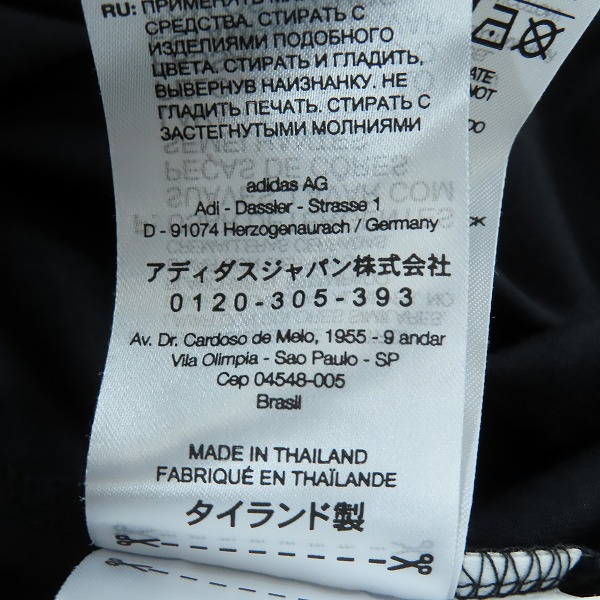 RU: ПРИМЕНЯТЬ
СРЕДСТВА. СТИРАТЬ С
ИЗДЕЛИЯМИ ПОДОБНОГО
ЦВЕТА. СТИРАТЬ И ГЛАДИТЬ,
ВЫВЕРНУВ НАИЗНАНКУ. НЕ
ГЛАДИТЬ ПЕЧАТЬ. СТИРАТЬ С
ЗАСТЕГНУТЫМИ МОЛНИЯМИ
adidas AG
Adi - Dassler - Strasse 1
D - 91074 Herzogenaurach / Germany
アディダスジャパン株式会社
0120-305-393
Av. Dr. Cardoso de Melo, 1955 - 9 andar
Vila Olimpia - Sao Paulo - SP
Cep 04548-005
Brasil
MADE IN THAILAND
FABRIQUÉ EN THAÏLANDE
タイランド製